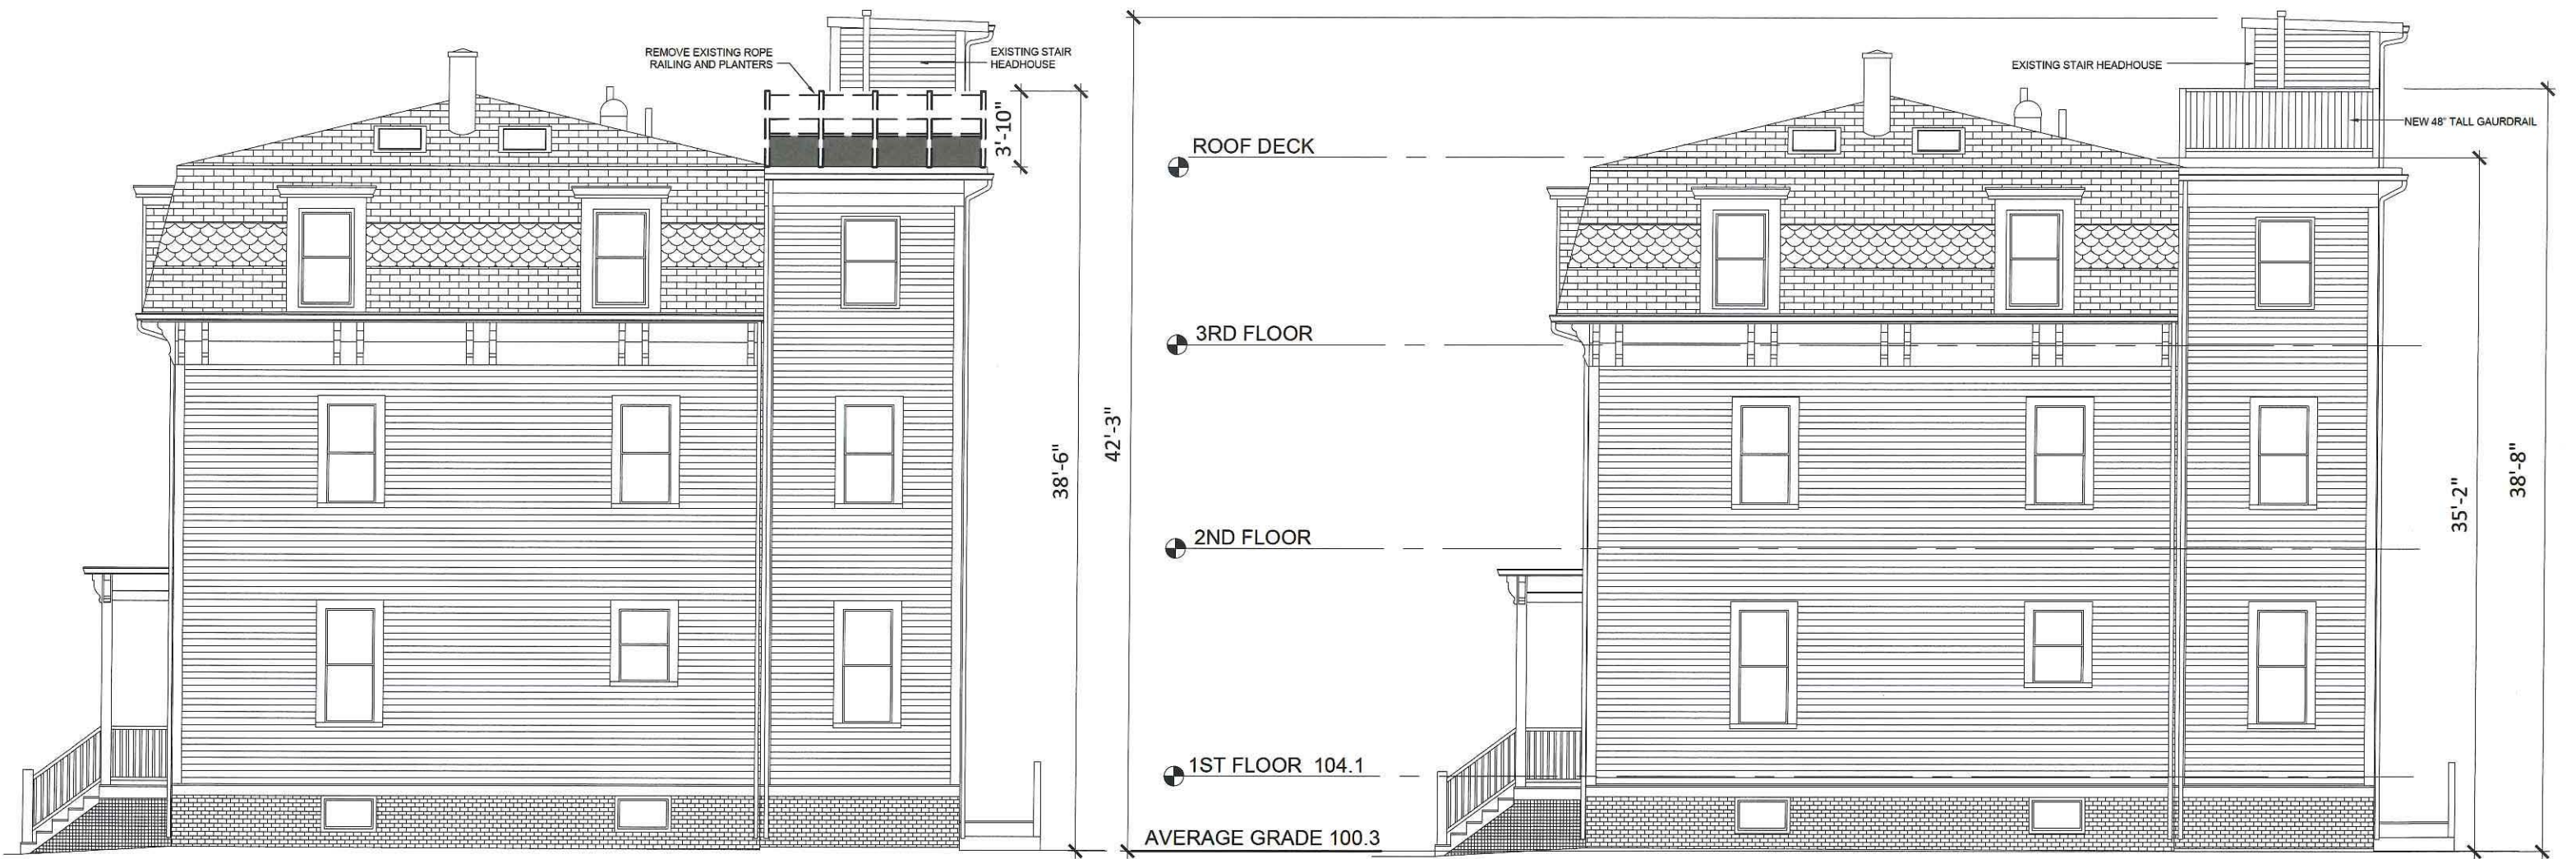 REMOVE EXISTING ROPE
RAILING AND PLANTERS
EXISTING STAIR
HEADHOUSE
3'-10"
38'-6"
42'-3"
ROOF DECK
3RD FLOOR
2ND FLOOR
1ST FLOOR 104.1
AVERAGE GRADE 100.3
EXISTING STAIR HEADHOUSE
NEW 48" TALL GAURDRAIL
35'-2"
38'-8"